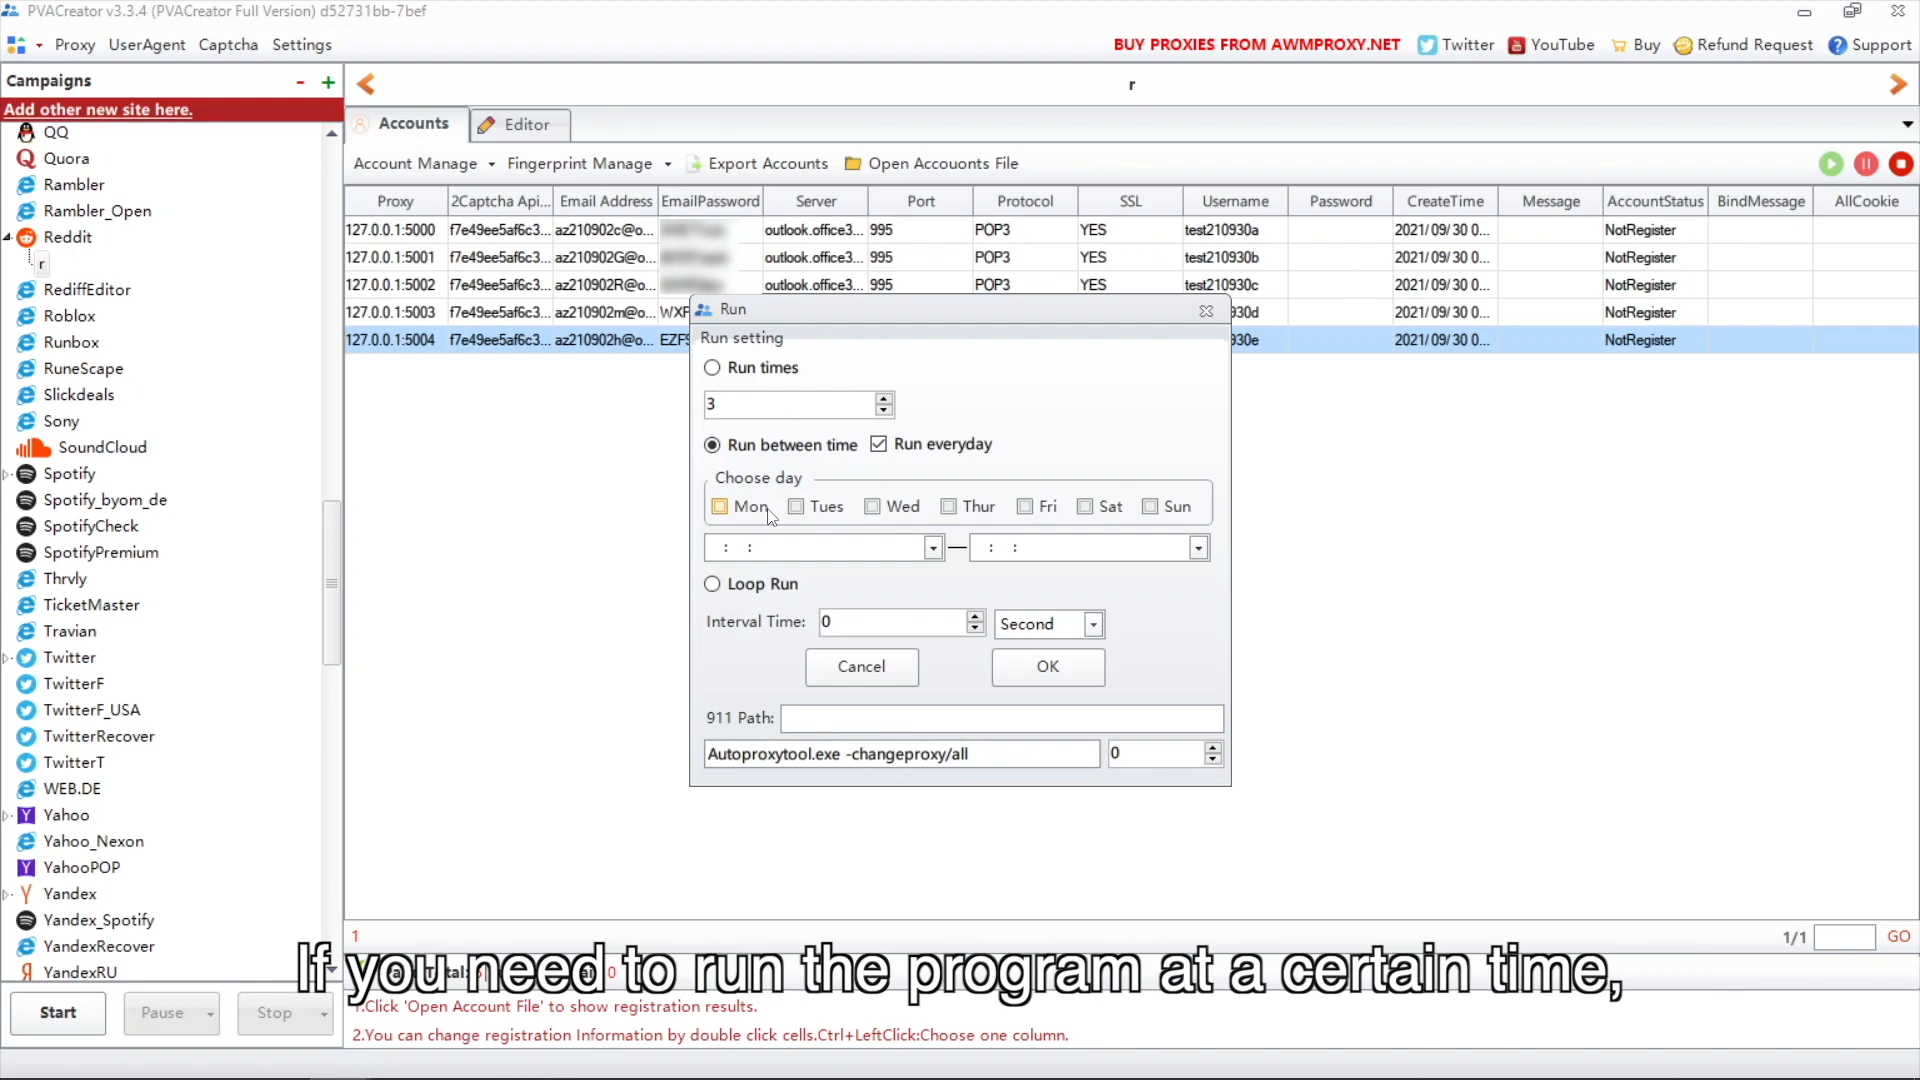 PVACreator v3.3.4 (PVACreator Full Version) d52731bb-7bef
Proxy UserAgent Captcha Settings
BUY PROXIES FROM AWMPROXY.NET Twitter YouTube Buy Refund Request Support
Campaigns - +
r
Add other new site here.
Accounts Editor
QQ
Quora
Rambler
Rambler_Open
Reddit
r
RediffEditor
Roblox
Runbox
RuneScape
Slickdeals
Sony
SoundCloud
Spotify
Spotify_byom_de
SpotifyCheck
SpotifyPremium
Thrvly
TicketMaster
Travian
Twitter
TwitterF
TwitterF_USA
TwitterRecover
TwitterT
WEB.DE
Yahoo
Yahoo_Nexon
YahooPOP
Yandex
Yandex_Spotify
YandexRecover
YandexRU
Account Manage Fingerprint Manage Export Accounts Open Accouonts File
Proxy 2Captcha Api... Email Address EmailPassword Server Port Protocol SSL Username Password CreateTime Message AccountStatus BindMessage AllCookie
127.0.0.1:5000 f7e49ee5af6c3... az210902c@o... outlook.office3... 995 POP3 YES test210930a 2021/09/30 0... NotRegister
127.0.0.1:5001 f7e49ee5af6c3... az210902G@o... outlook.office3... 995 POP3 YES test210930b 2021/09/30 0... NotRegister
127.0.0.1:5002 f7e49ee5af6c3... az210902R@o... outlook.office3... 995 POP3 YES test210930c 2021/09/30 0... NotRegister
127.0.0.1:5003 f7e49ee5af6c3... az210902m@o... 930d 2021/09/30 0... NotRegister
127.0.0.1:5004 f7e49ee5af6c3... az210902h@o... 930e 2021/09/30 0... NotRegister
Run
Run setting
Run times
3
Run between time Run everyday
Choose day
Mon Tues Wed Thur Fri Sat Sun
: : — : :
Loop Run
Interval Time: 0 Second
Cancel OK
911 Path:
Autoproxytool.exe -changeproxy/all 0
1 1/1 GO
If you need to run the program at a certain time,
Start Pause Stop
1.Click 'Open Account File' to show registration results.
2.You can change registration Information by double click cells.Ctrl+LeftClick:Choose one column.